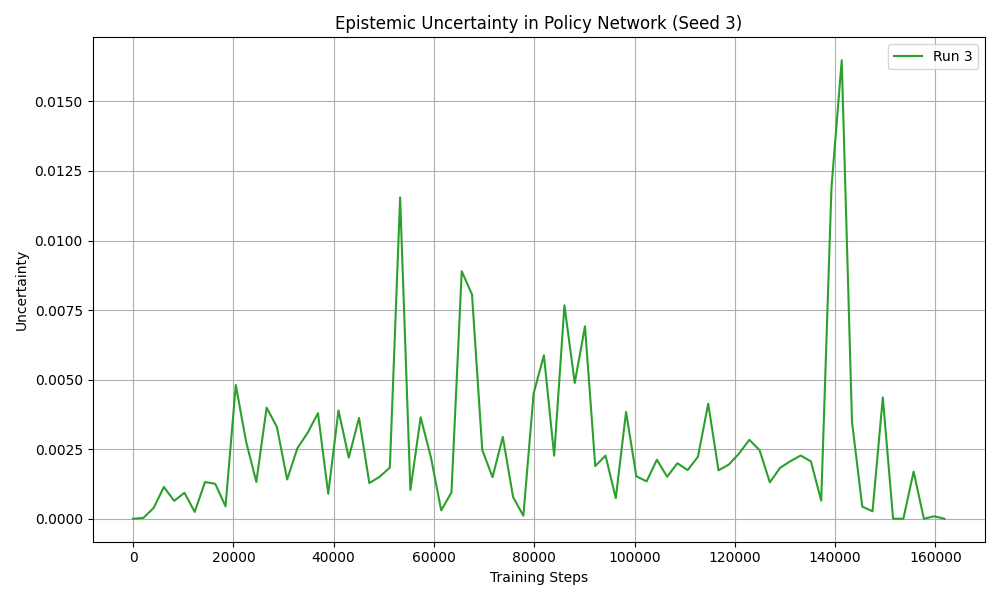 Epistemic Uncertainty in Policy Network (Seed 3)
Run 3
Uncertainty
0.0150
0.0125
0.0100
0.0075
0.0050
0.0025
0.0000
0 20000 40000 60000 80000 100000 120000 140000 160000
Training Steps